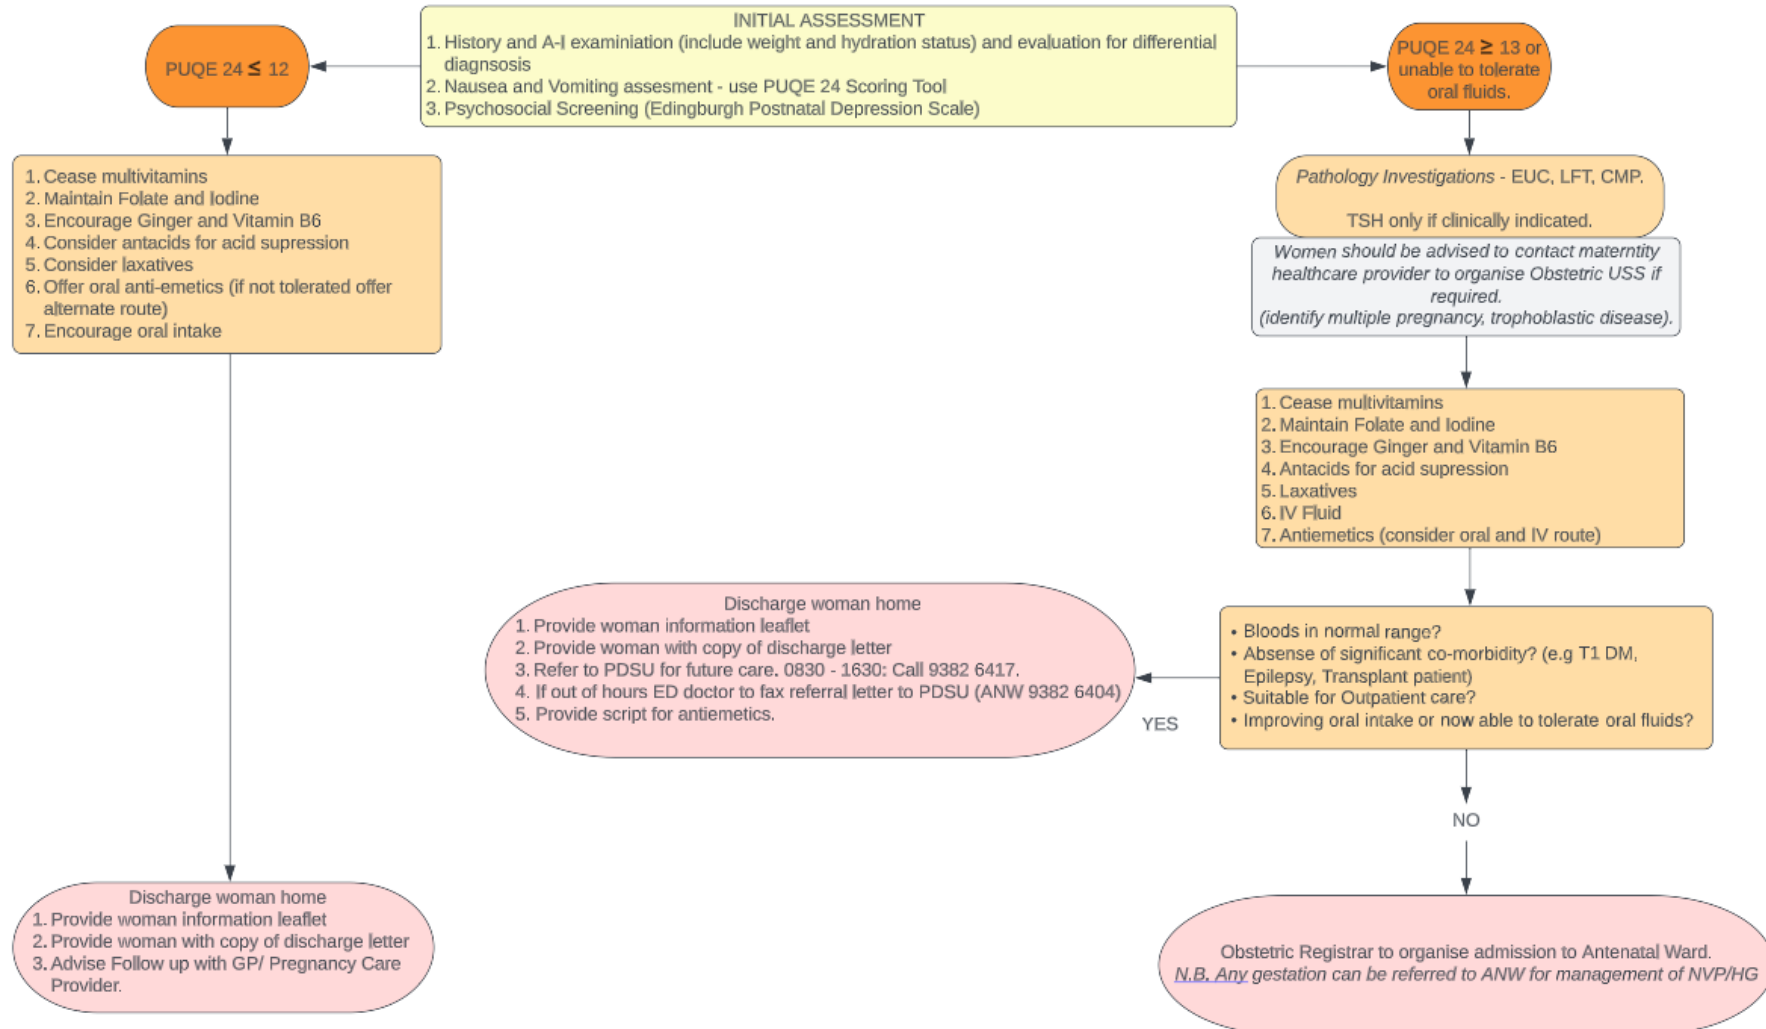 INITIAL ASSESSMENT
1. History and A-I examiniation (include weight and hydration status) and evaluation for differential
diagnsosis
2. Nausea and Vomiting assesment - use PUQE 24 Scoring Tool
3. Psychosocial Screening (Edingburgh Postnatal Depression Scale)
PUQE 24 ≤ 12
PUQE 24 ≥ 13 or
unable to tolerate
oral fluids.
1. Cease multivitamins
2. Maintain Folate and Iodine
3. Encourage Ginger and Vitamin B6
4. Consider antacids for acid supression
5. Consider laxatives
6. Offer oral anti-emetics (if not tolerated offer
alternate route)
7. Encourage oral intake
Pathology Investigations - EUC, LFT, CMP.
TSH only if clinically indicated.
Women should be advised to contact materntity
healthcare provider to organise Obstetric USS if
required.
(identify multiple pregnancy, trophoblastic disease).
1. Cease multivitamins
2. Maintain Folate and Iodine
3. Encourage Ginger and Vitamin B6
4. Antacids for acid supression
5. Laxatives
6. IV Fluid
7. Antiemetics (consider oral and IV route)
Discharge woman home
1. Provide woman information leaflet
2. Provide woman with copy of discharge letter
3. Refer to PDSU for future care. 0830 - 1630: Call 9382 6417.
4. If out of hours ED doctor to fax referral letter to PDSU (ANW 9382 6404)
5. Provide script for antiemetics.
YES
• Bloods in normal range?
• Absense of significant co-morbidity? (e.g T1 DM,
Epilepsy, Transplant patient)
• Suitable for Outpatient care?
• Improving oral intake or now able to tolerate oral fluids?
NO
Discharge woman home
1. Provide woman information leaflet
2. Provide woman with copy of discharge letter
3. Advise Follow up with GP/ Pregnancy Care
Provider.
Obstetric Registrar to organise admission to Antenatal Ward.
N.B. Any gestation can be referred to ANW for management of NVP/HG